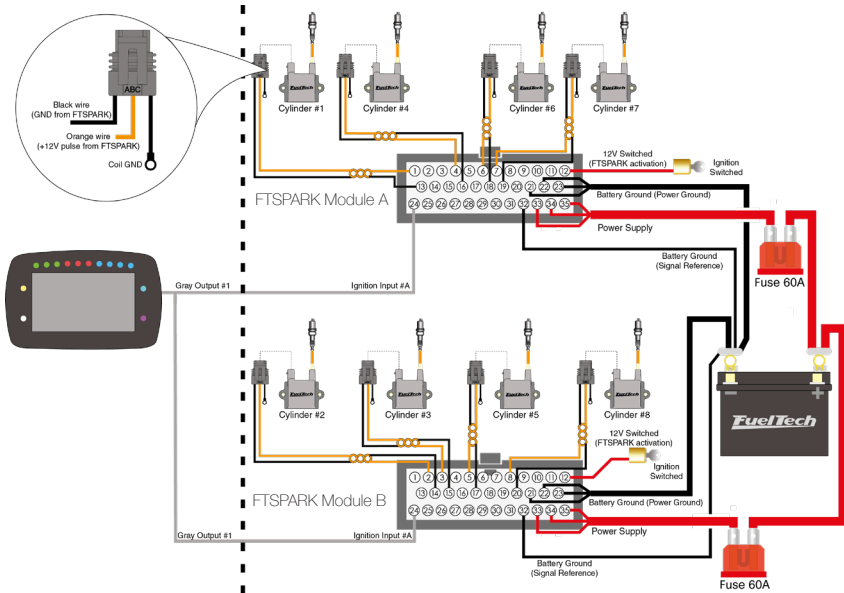 ABC
Black wire
(GND from FTSPARK)
Orange wire
(+12V pulse from FTSPARK)
Coil GND
FuelTech
Cylinder #1
FuelTech
Cylinder #4
FuelTech
Cylinder #6
FuelTech
Cylinder #7
FTSPARK Module A
1 2 3 4 5 6 7 8 9 10 11 12
13 14 15 16 17 18 19 20 21 22 23
24 25 26 27 28 29 30 31 32 33 34 35
12V Switched
(FTSPARK activation)
Ignition
Switched
Battery Ground (Power Ground)
Power Supply
Battery Ground
(Signal Reference)
Fuse 60A
Gray Output #1
Ignition Input #A
FuelTech
Cylinder #2
FuelTech
Cylinder #3
FuelTech
Cylinder #5
FuelTech
Cylinder #8
FTSPARK Module B
1 2 3 4 5 6 7 8 9 10 11 12
13 14 15 16 17 18 19 20 21 22 23
24 25 26 27 28 29 30 31 32 33 34 35
12V Switched
(FTSPARK activation)
Ignition
Switched
Battery Ground (Power Ground)
Power Supply
Battery Ground
(Signal Reference)
Fuse 60A
Gray Output #1
Ignition Input #A
- +
FuelTech